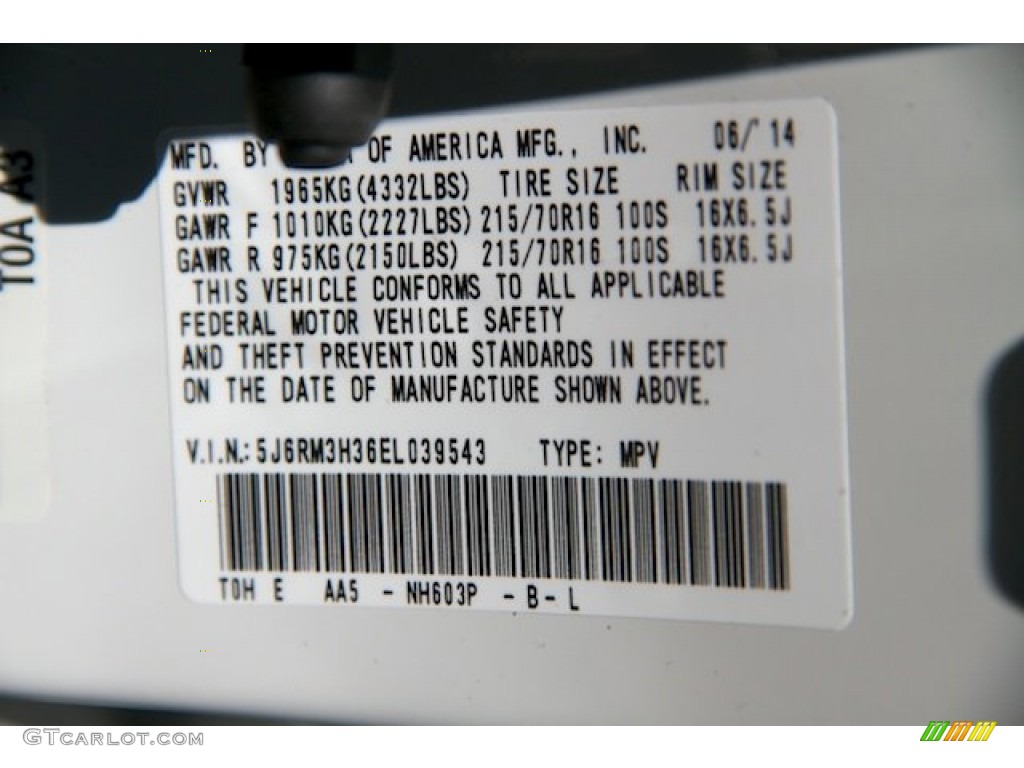 MFD. BY OF AMERICA MFG., INC. 06/'14
GVWR 1965KG(4332LBS) TIRE SIZE RIM SIZE
GAWR F 1010KG(2227LBS) 215/70R16 100S 16X6.5J
GAWR R 975KG(2150LBS) 215/70R16 100S 16X6.5J
THIS VEHICLE CONFORMS TO ALL APPLICABLE
FEDERAL MOTOR VEHICLE SAFETY
AND THEFT PREVENTION STANDARDS IN EFFECT
ON THE DATE OF MANUFACTURE SHOWN ABOVE.
V.I.N.: 5J6RM3H36EL039543 TYPE: MPV
T0H E AA5 - NH603P - B - L
T0A A3
GTCARLOT.COM